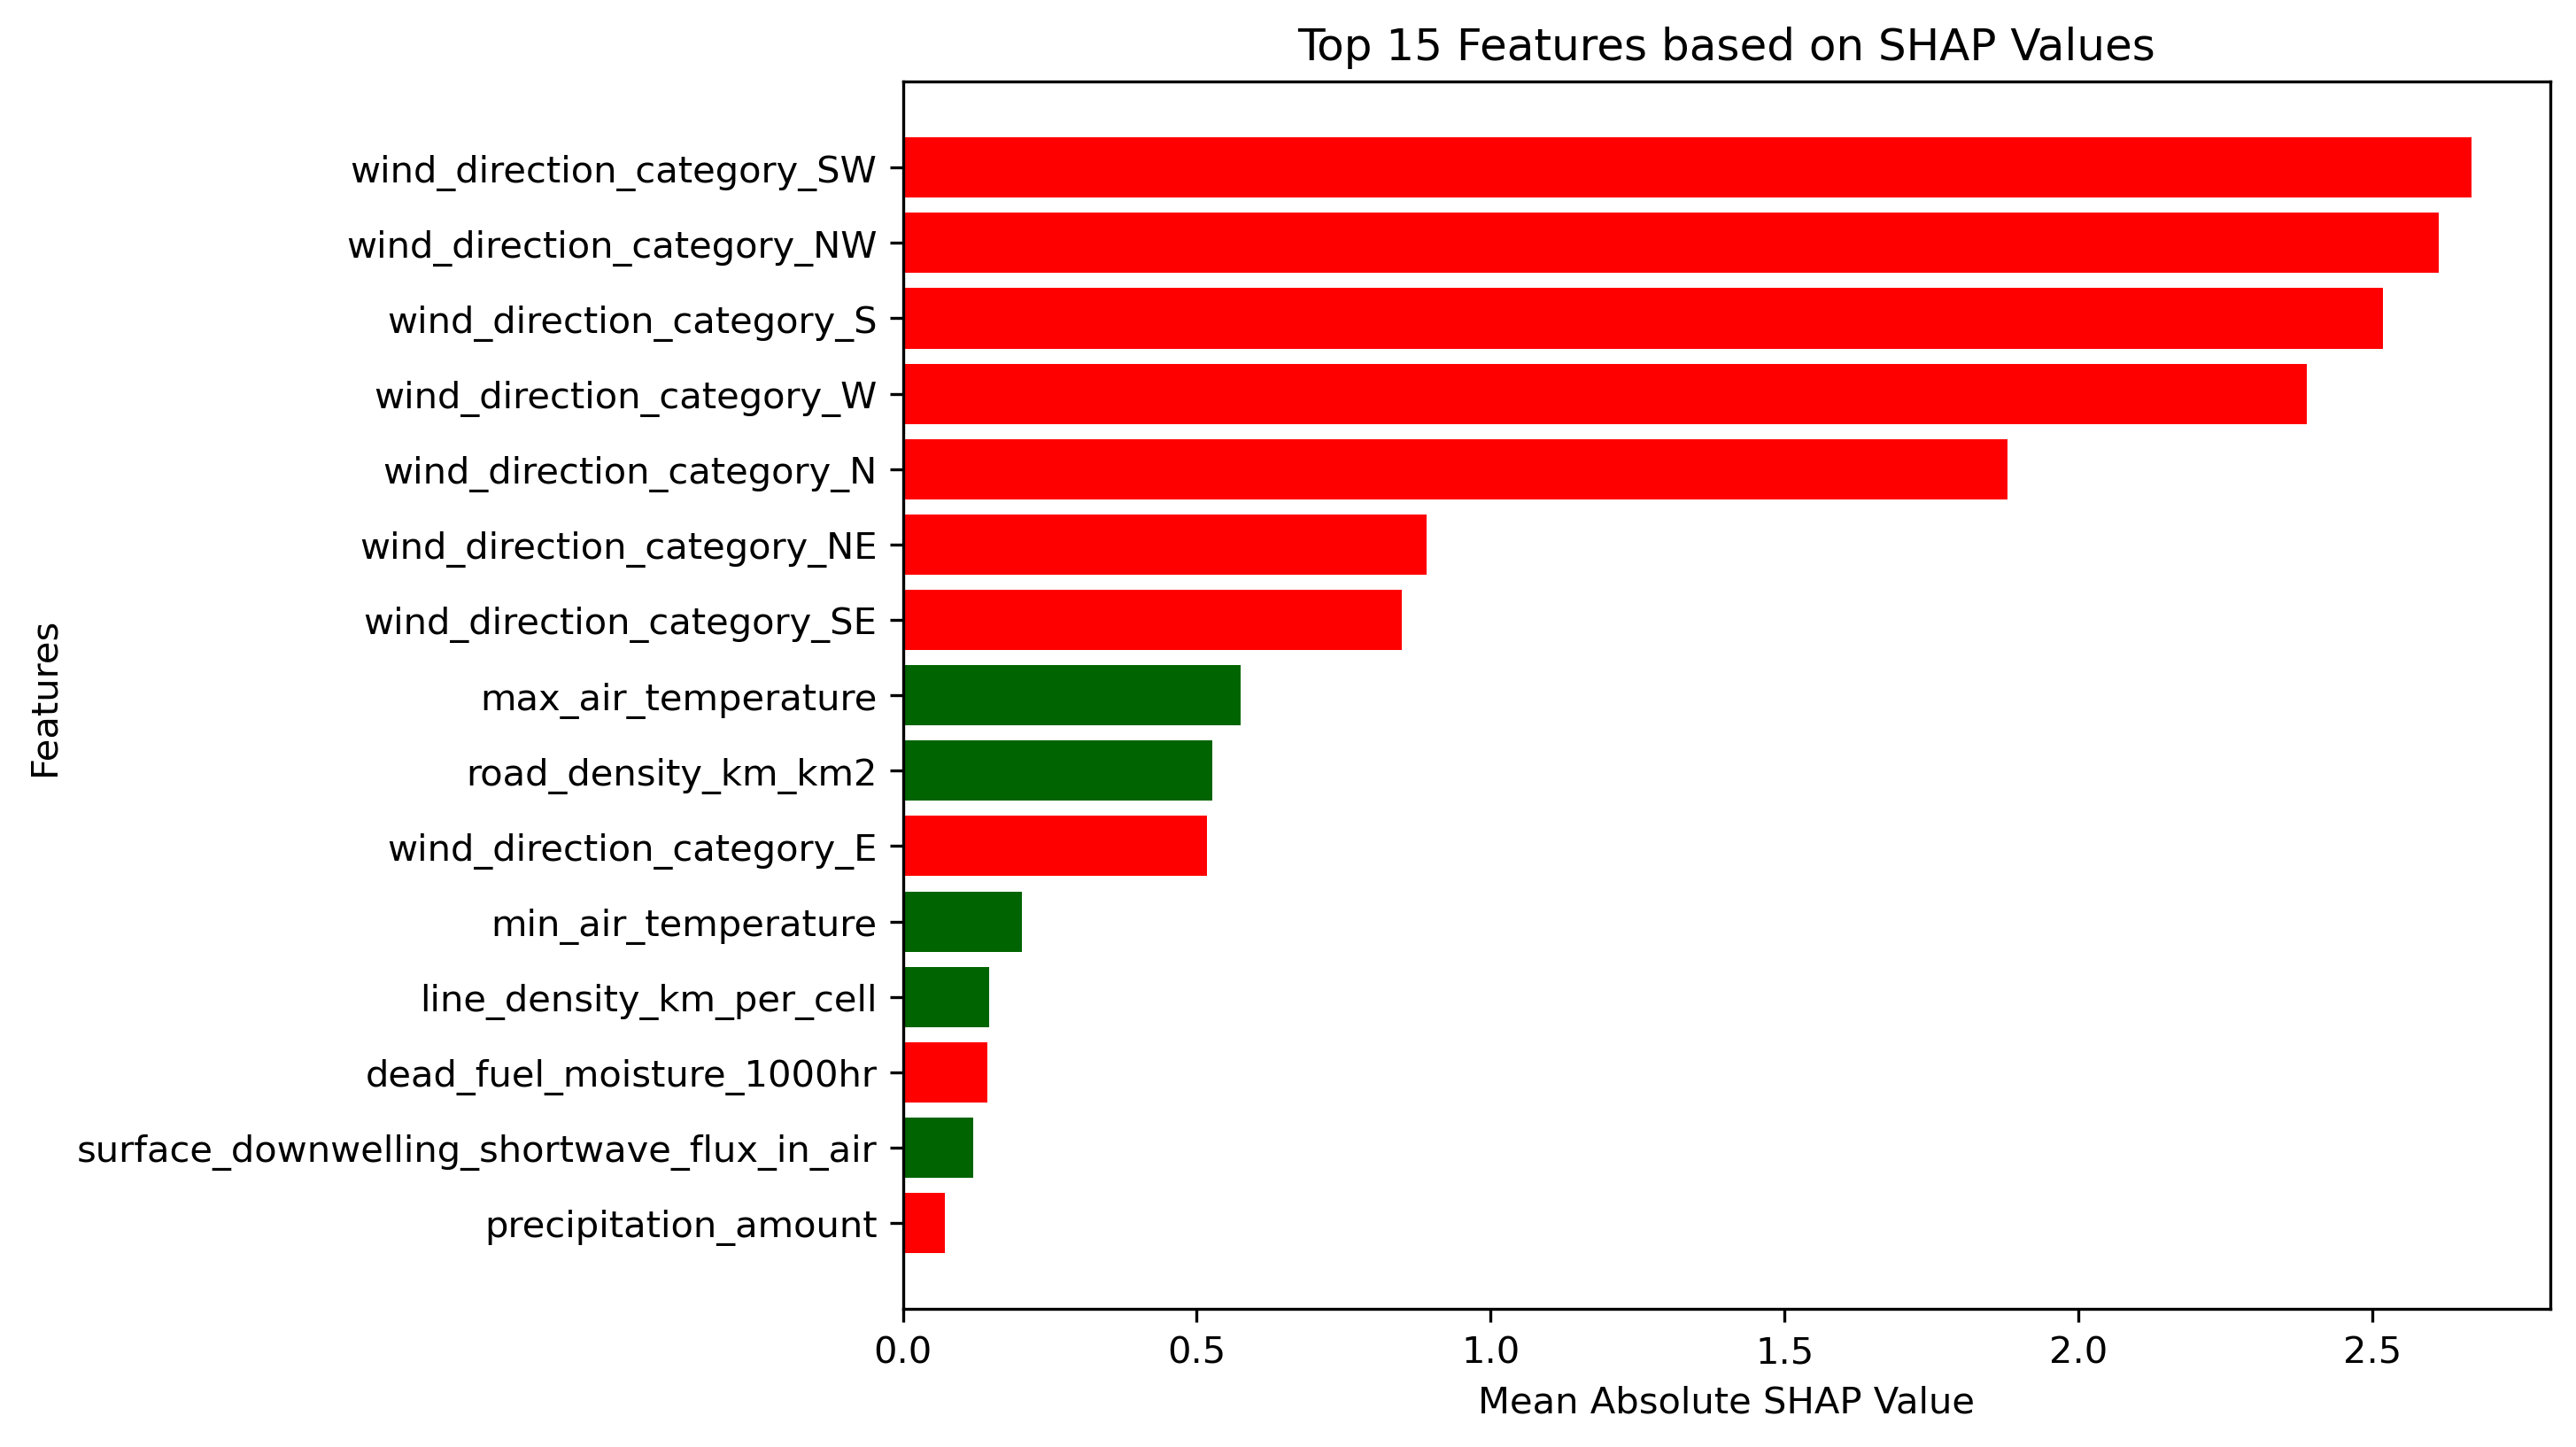 Top 15 Features based on SHAP Values
Features
wind_direction_category_SW
wind_direction_category_NW
wind_direction_category_S
wind_direction_category_W
wind_direction_category_N
wind_direction_category_NE
wind_direction_category_SE
max_air_temperature
road_density_km_km2
wind_direction_category_E
min_air_temperature
line_density_km_per_cell
dead_fuel_moisture_1000hr
surface_downwelling_shortwave_flux_in_air
precipitation_amount
0.0 0.5 1.0 1.5 2.0 2.5
Mean Absolute SHAP Value